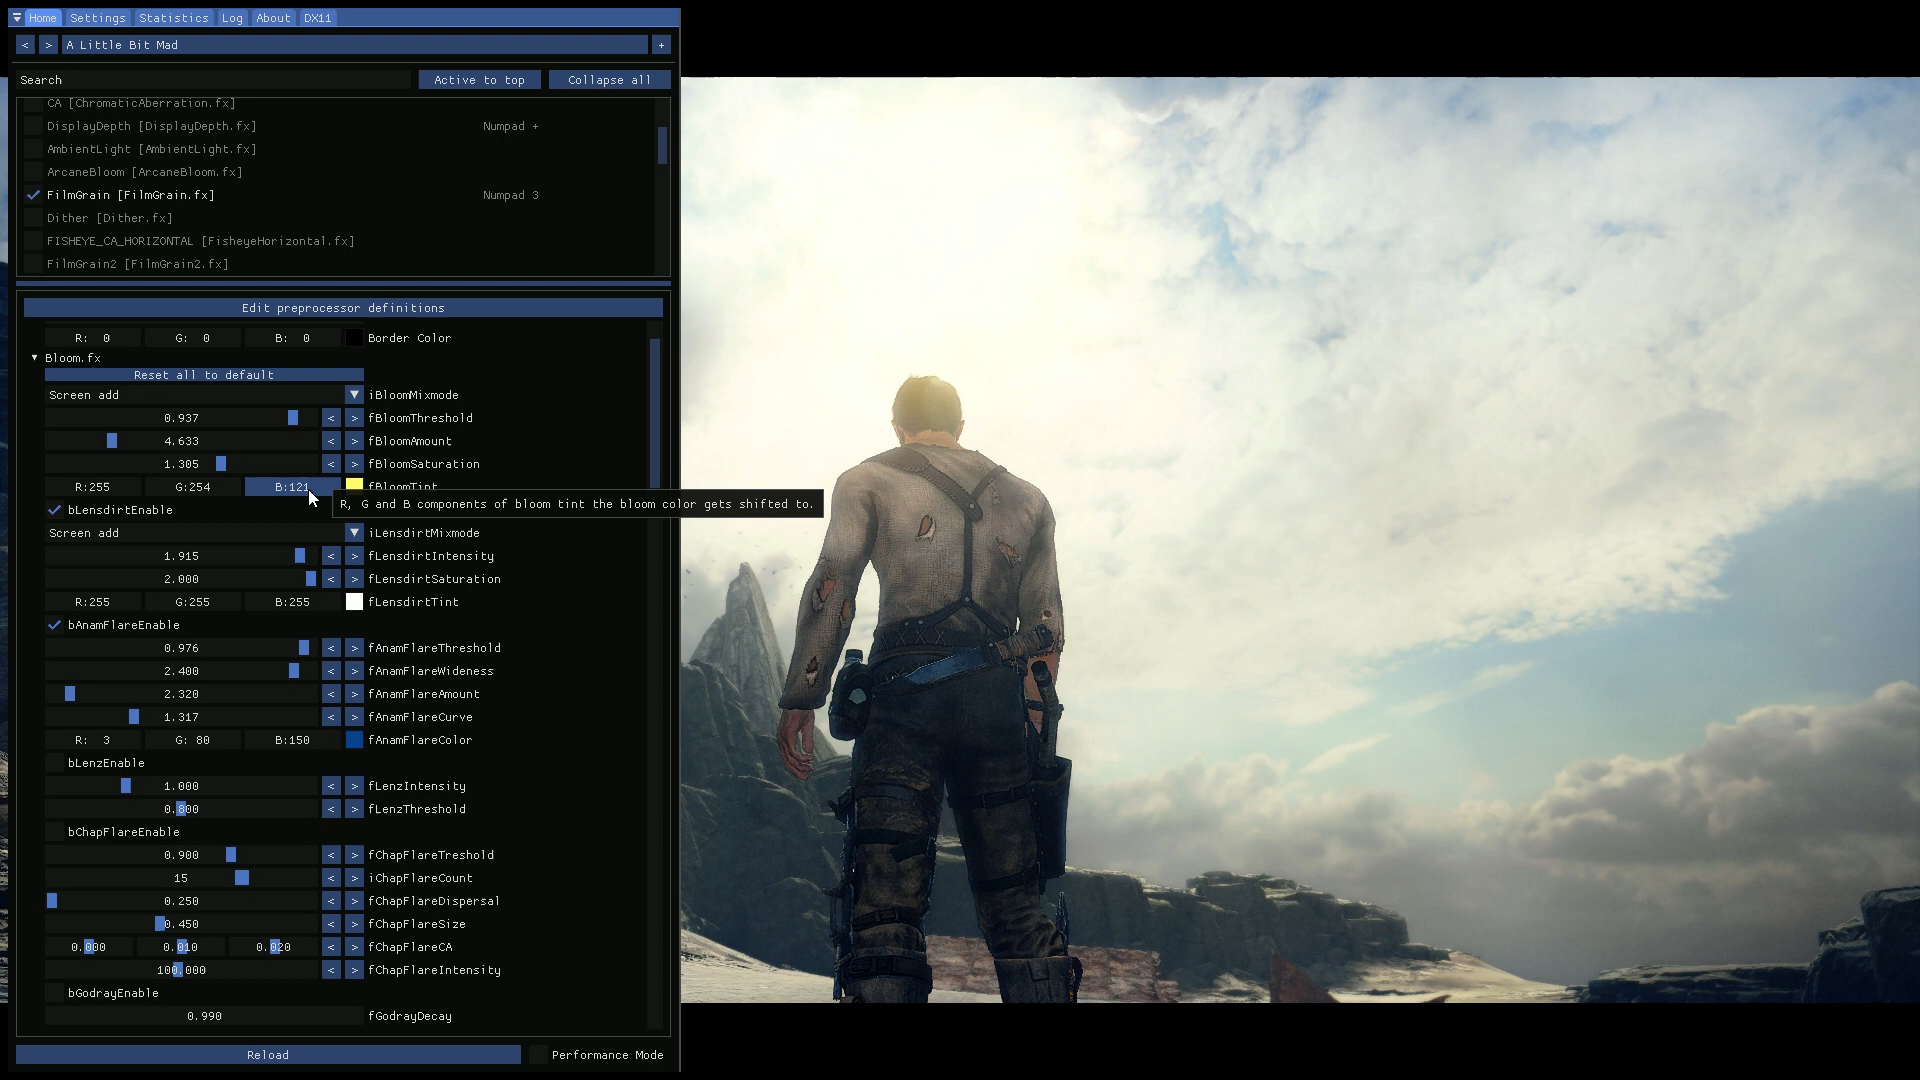 Home Settings Statistics Log About DX11
< > A Little Bit Mad +
Search Active to top Collapse all
CA [ChromaticAberration.fx]
DisplayDepth [DisplayDepth.fx] Numpad +
AmbientLight [AmbientLight.fx]
ArcaneBloom [ArcaneBloom.fx]
FilmGrain [FilmGrain.fx] Numpad 3
Dither [Dither.fx]
FISHEYE_CA_HORIZONTAL [FisheyeHorizontal.fx]
FilmGrain2 [FilmGrain2.fx]
Edit preprocessor definitions
R: 0 G: 0 B: 0 Border Color
Bloom.fx
Reset all to default
Screen add iBloomMixmode
0.937 < > fBloomThreshold
4.633 < > fBloomAmount
1.305 < > fBloomSaturation
R:255 G:254 B:121 fBloomTint
R, G and B components of bloom tint the bloom color gets shifted to.
bLensdirtEnable
Screen add iLensdirtMixmode
1.915 < > fLensdirtIntensity
2.000 < > fLensdirtSaturation
R:255 G:255 B:255 fLensdirtTint
bAnamFlareEnable
0.976 < > fAnamFlareThreshold
2.400 < > fAnamFlareWideness
2.320 < > fAnamFlareAmount
1.317 < > fAnamFlareCurve
R: 3 G: 80 B:150 fAnamFlareColor
bLenzEnable
1.000 < > fLenzIntensity
0.800 < > fLenzThreshold
bChapFlareEnable
0.900 < > fChapFlareTreshold
15 < > iChapFlareCount
0.250 < > fChapFlareDispersal
0.450 < > fChapFlareSize
0.000 0.010 0.020 < > fChapFlareCA
100.000 < > fChapFlareIntensity
bGodrayEnable
0.990 fGodrayDecay
Reload Performance Mode